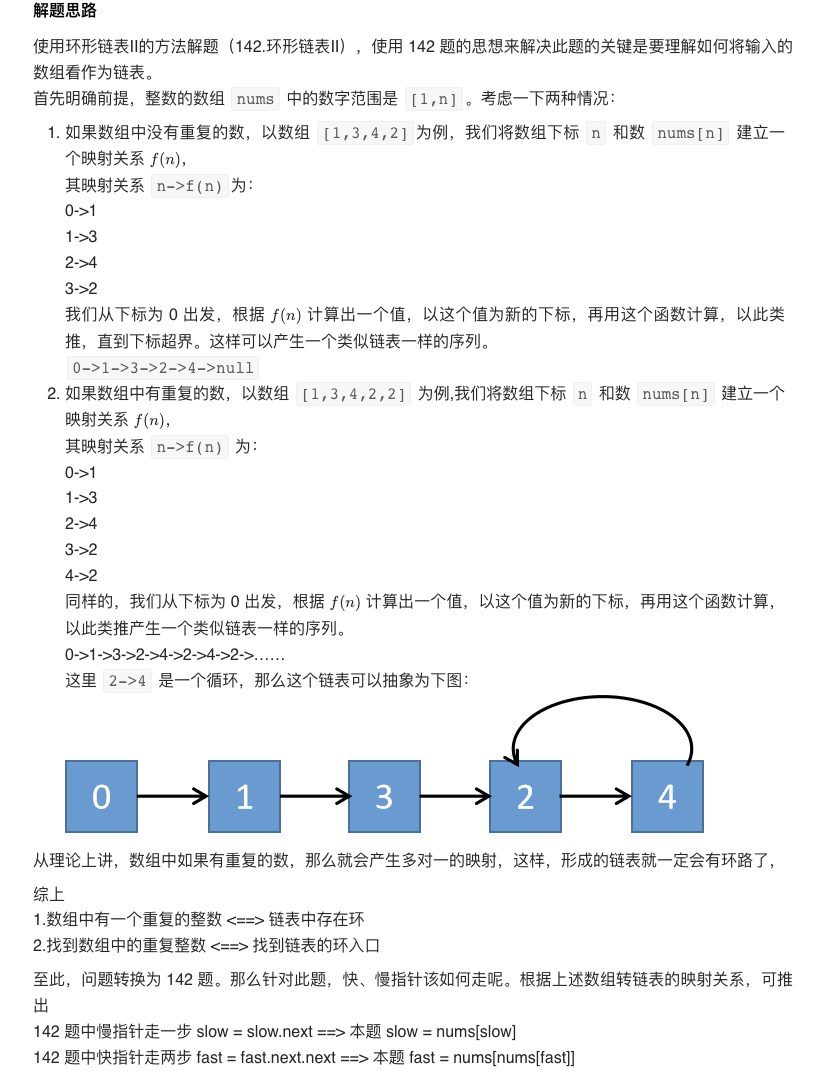 解题思路
使用环形链表II的方法解题（142.环形链表II），使用 142 题的思想来解决此题的关键是要理解如何将输入的
数组看作为链表。
首先明确前提，整数的数组 nums 中的数字范围是 [1,n] 。考虑一下两种情况：
1. 如果数组中没有重复的数，以数组 [1,3,4,2]为例，我们将数组下标 n 和数 nums[n] 建立一
个映射关系 f(n)，
其映射关系 n->f(n)为：
0->1
1->3
2->4
3->2
我们从下标为 0 出发，根据 f(n) 计算出一个值，以这个值为新的下标，再用这个函数计算，以此类
推，直到下标超界。这样可以产生一个类似链表一样的序列。
0->1->3->2->4->null
2. 如果数组中有重复的数，以数组 [1,3,4,2,2] 为例,我们将数组下标 n 和数 nums[n] 建立一个
映射关系 f(n)，
其映射关系 n->f(n) 为：
0->1
1->3
2->4
3->2
4->2
同样的，我们从下标为 0 出发，根据 f(n) 计算出一个值，以这个值为新的下标，再用这个函数计算，
以此类推产生一个类似链表一样的序列。
0->1->3->2->4->2->4->2->……
这里 2->4 是一个循环，那么这个链表可以抽象为下图：
0 1 3 2 4
从理论上讲，数组中如果有重复的数，那么就会产生多对一的映射，这样，形成的链表就一定会有环路了，
综上
1.数组中有一个重复的整数 <==> 链表中存在环
2.找到数组中的重复整数 <==> 找到链表的环入口
至此，问题转换为 142 题。那么针对此题，快、慢指针该如何走呢。根据上述数组转链表的映射关系，可推
出
142 题中慢指针走一步 slow = slow.next ==> 本题 slow = nums[slow]
142 题中快指针走两步 fast = fast.next.next ==> 本题 fast = nums[nums[fast]]